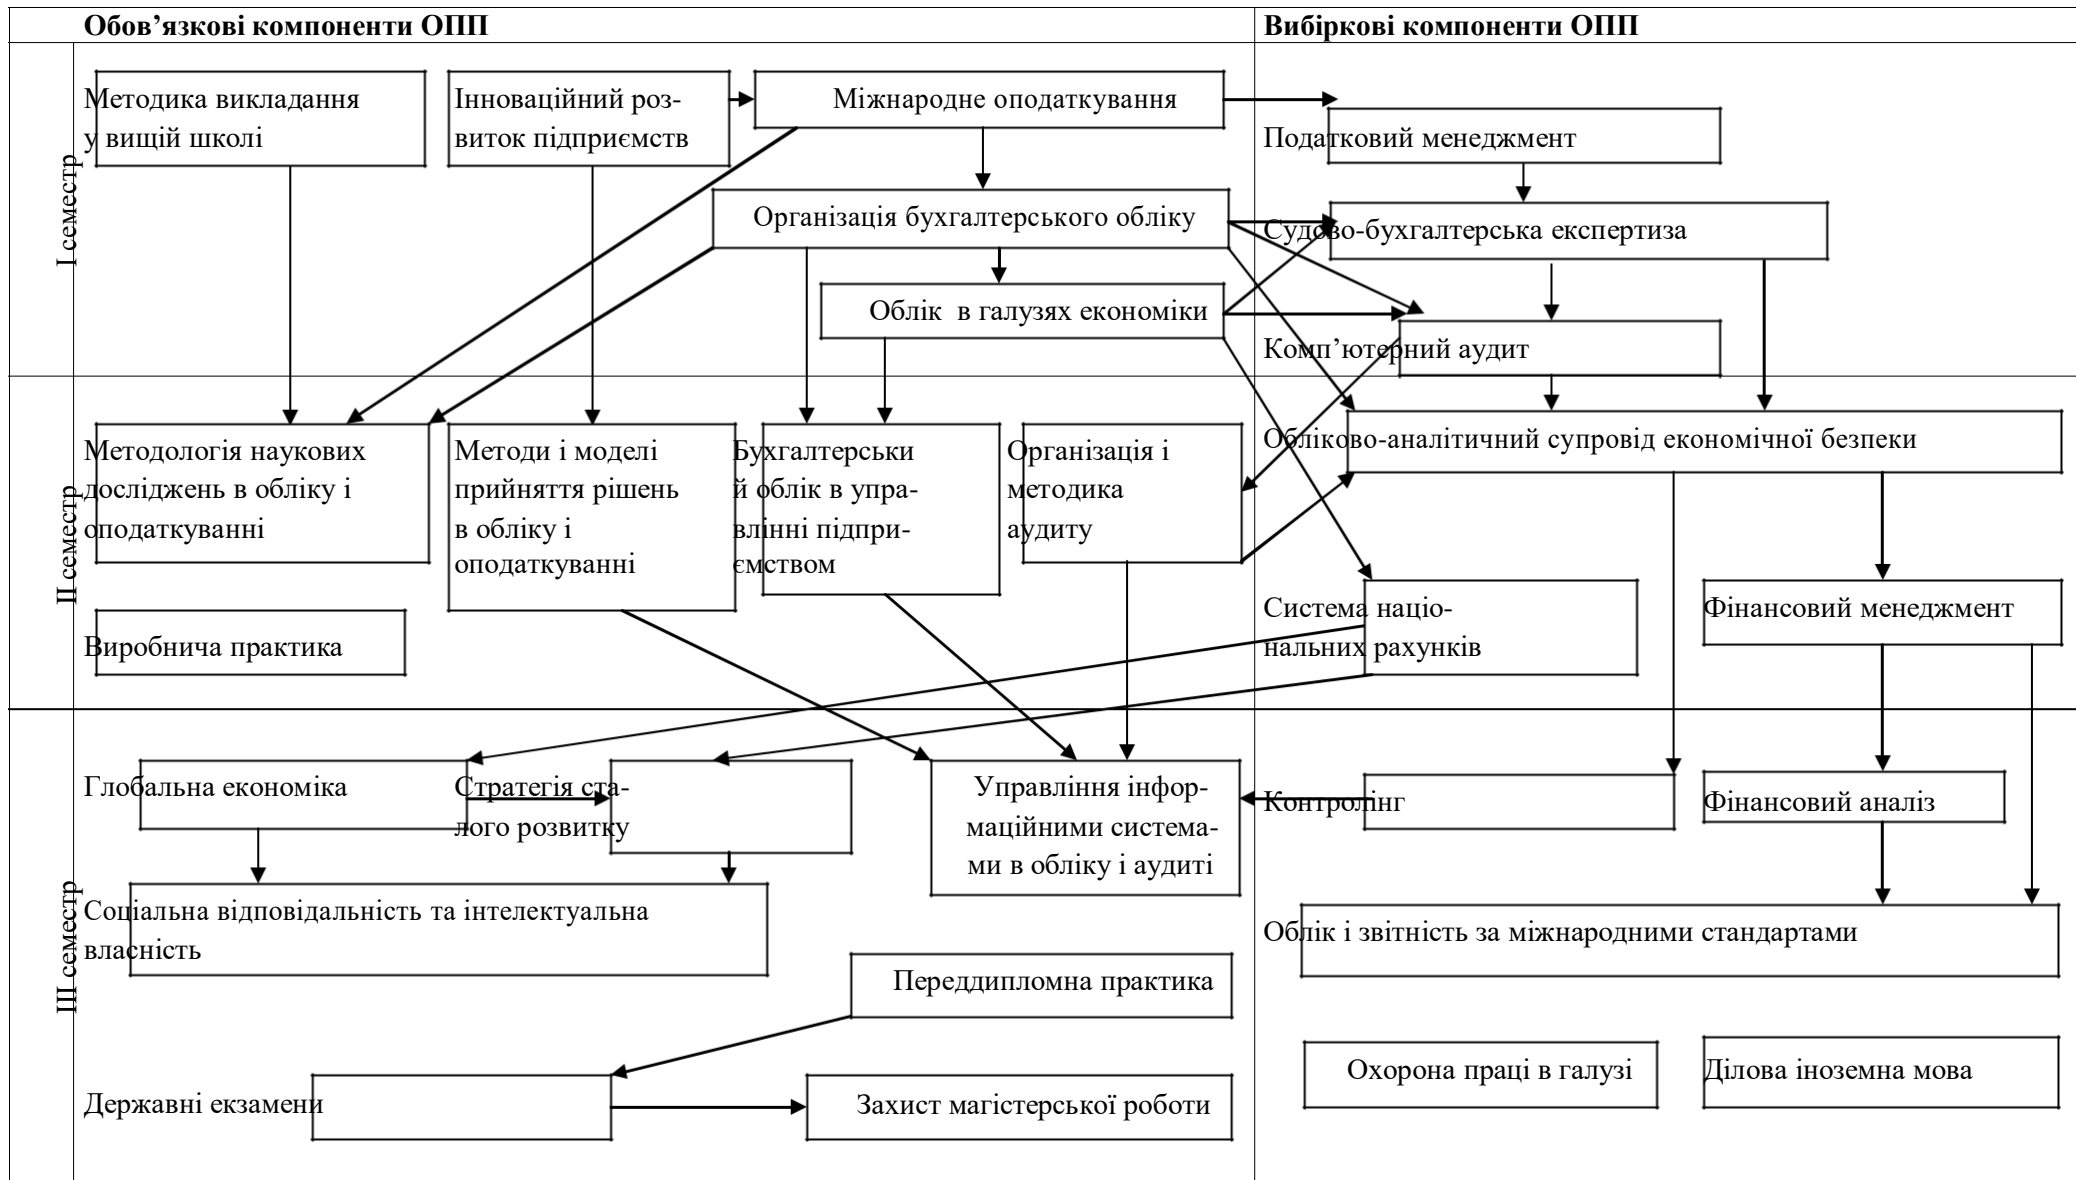 Обов’язкові компоненти ОПП
Вибіркові компоненти ОПП
І семестр
Методика викладання
у вищій школі
Інноваційний роз-
виток підприємств
Міжнародне оподаткування
Податковий менеджмент
Організація бухгалтерського обліку
Судово-бухгалтерська експертиза
Облік в галузях економіки
Комп’ютерний аудит
ІІ семестр
Методологія наукових
досліджень в обліку і
оподаткуванні
Методи і моделі
прийняття рішень
в обліку і
оподаткуванні
Бухгалтерськи
й облік в упра-
влінні підпри-
ємством
Організація і
методика
аудиту
Обліково-аналітичний супровід економічної безпеки
Виробнича практика
Система націо-
нальних рахунків
Фінансовий менеджмент
ІІІ семестр
Глобальна економіка
Стратегія ста-
лого розвитку
Управління інфор-
маційними система-
ми в обліку і аудиті
Контролінг
Фінансовий аналіз
Соціальна відповідальність та інтелектуальна
власність
Облік і звітність за міжнародними стандартами
Переддипломна практика
Охорона праці в галузі
Ділова іноземна мова
Державні екзамени
Захист магістерської роботи